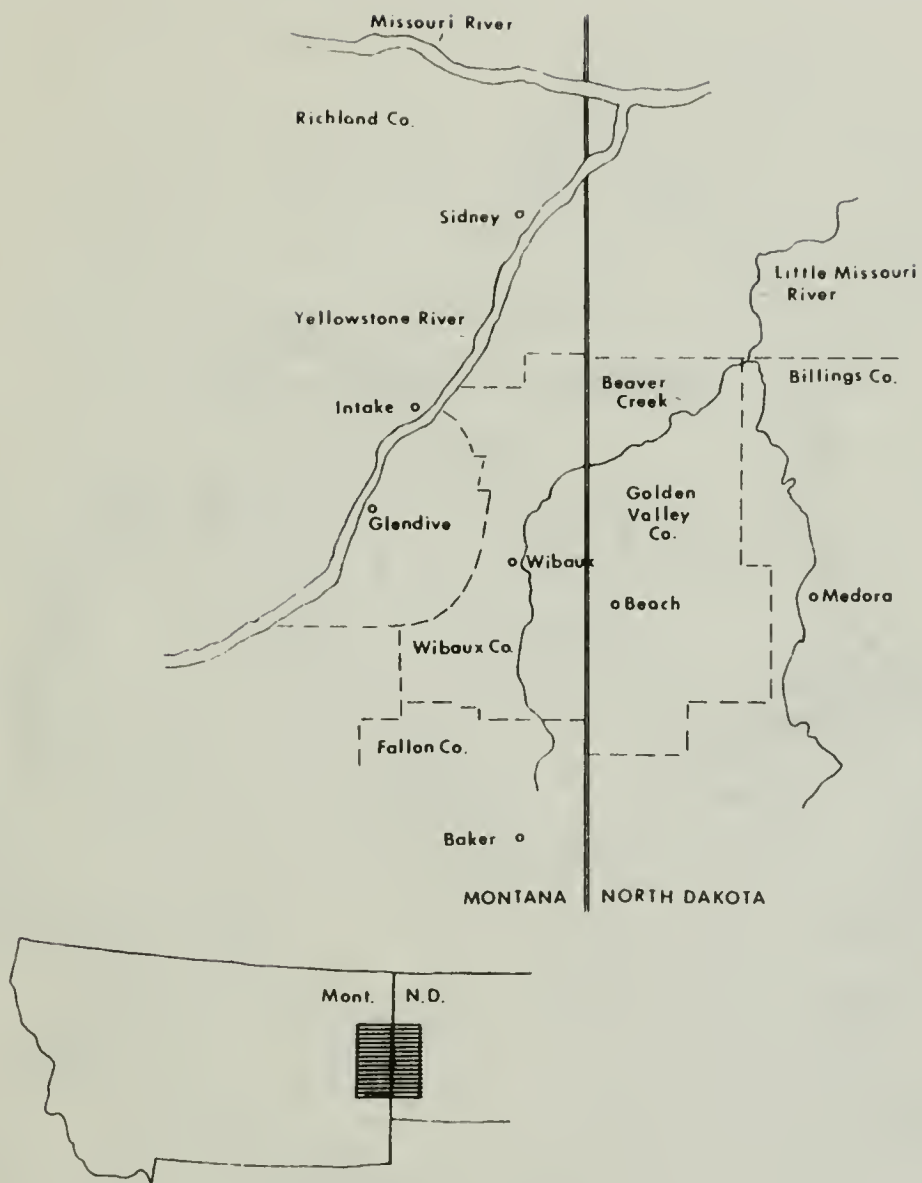 Missouri River
Richland Co.
Sidney
Little Missouri
River
Yellowstone River
Beaver
Creek
Billings Co.
Intake
Golden
Valley
Co.
Glendive
Wibaux
Beach
Medora
Wibaux Co.
Fallon Co.
Baker
MONTANA NORTH DAKOTA
Mont. N.D.